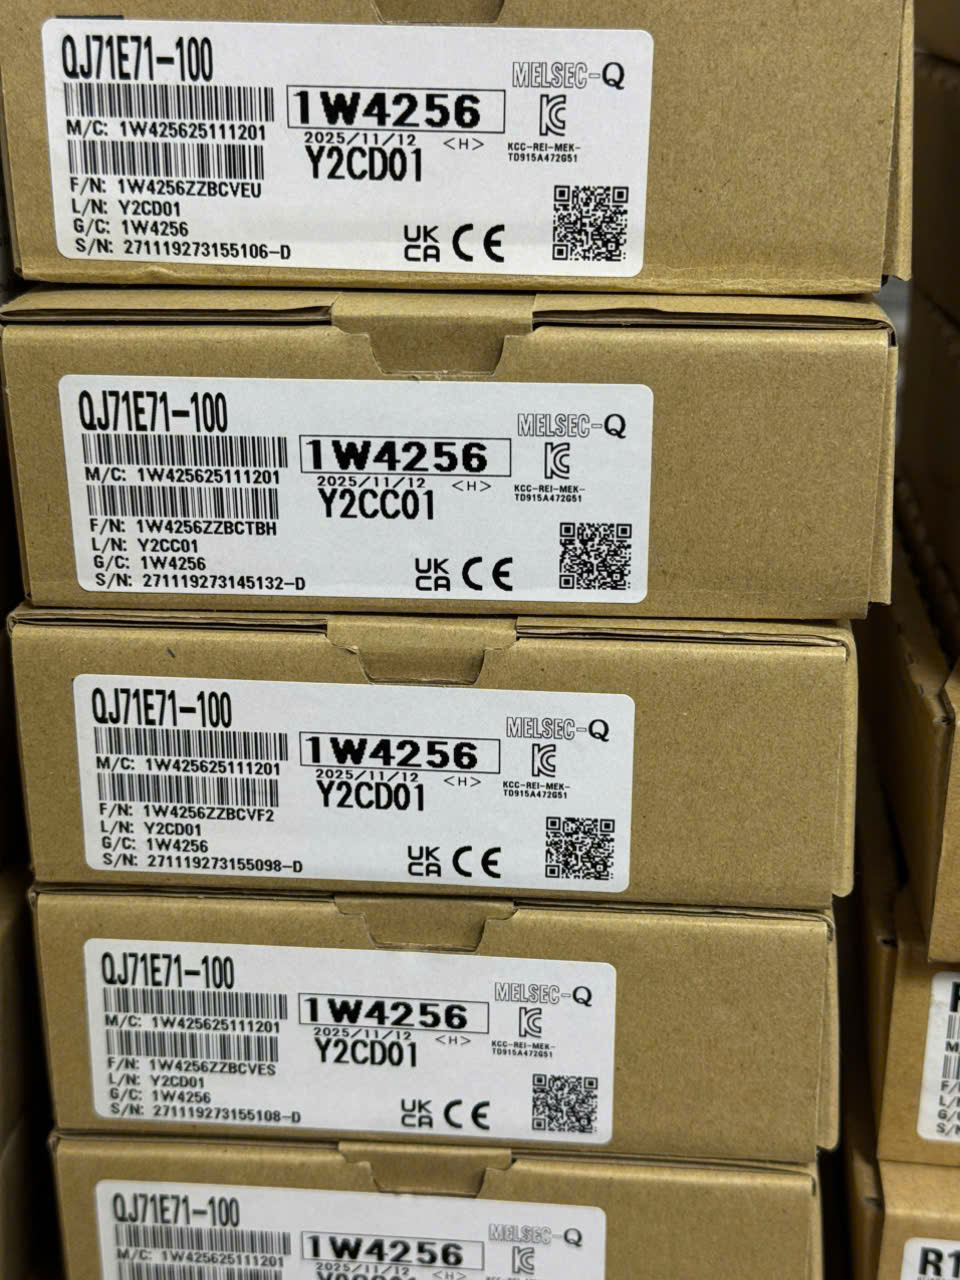 QJ71E71-100
MELSEC-Q
1W4256
M/C: 1W425625111201
2025/11/12 <H>
KCC-REI-MEK-
TD915A472G51
Y2CD01
F/N: 1W4256ZZBCVEU
L/N: Y2CD01
G/C: 1W4256
S/N: 271119273155106-D
UK
CA CE
QJ71E71-100
MELSEC-Q
1W4256
M/C: 1W425625111201
2025/11/12 <H>
KCC-REI-MEK-
TD915A472G51
Y2CC01
F/N: 1W4256ZZBCTBH
L/N: Y2CC01
G/C: 1W4256
S/N: 271119273145132-D
UK
CA CE
QJ71E71-100
MELSEC-Q
1W4256
M/C: 1W425625111201
2025/11/12 <H>
KCC-REI-MEK-
TD915A472G51
Y2CD01
F/N: 1W4256ZZBCVF2
L/N: Y2CD01
G/C: 1W4256
S/N: 271119273155098-D
UK
CA CE
QJ71E71-100
MELSEC-Q
1W4256
M/C: 1W425625111201
2025/11/12 <H>
KCC-REI-MEK-
TD915A472G51
Y2CD01
F/N: 1W4256ZZBCVES
L/N: Y2CD01
G/C: 1W4256
S/N: 271119273155108-D
UK
CA CE
QJ71E71-100
MELSEC-Q
1W4256
M/C: 1W425625111201
2025/11/12 <H>
L/N
G/C
S/N
R1